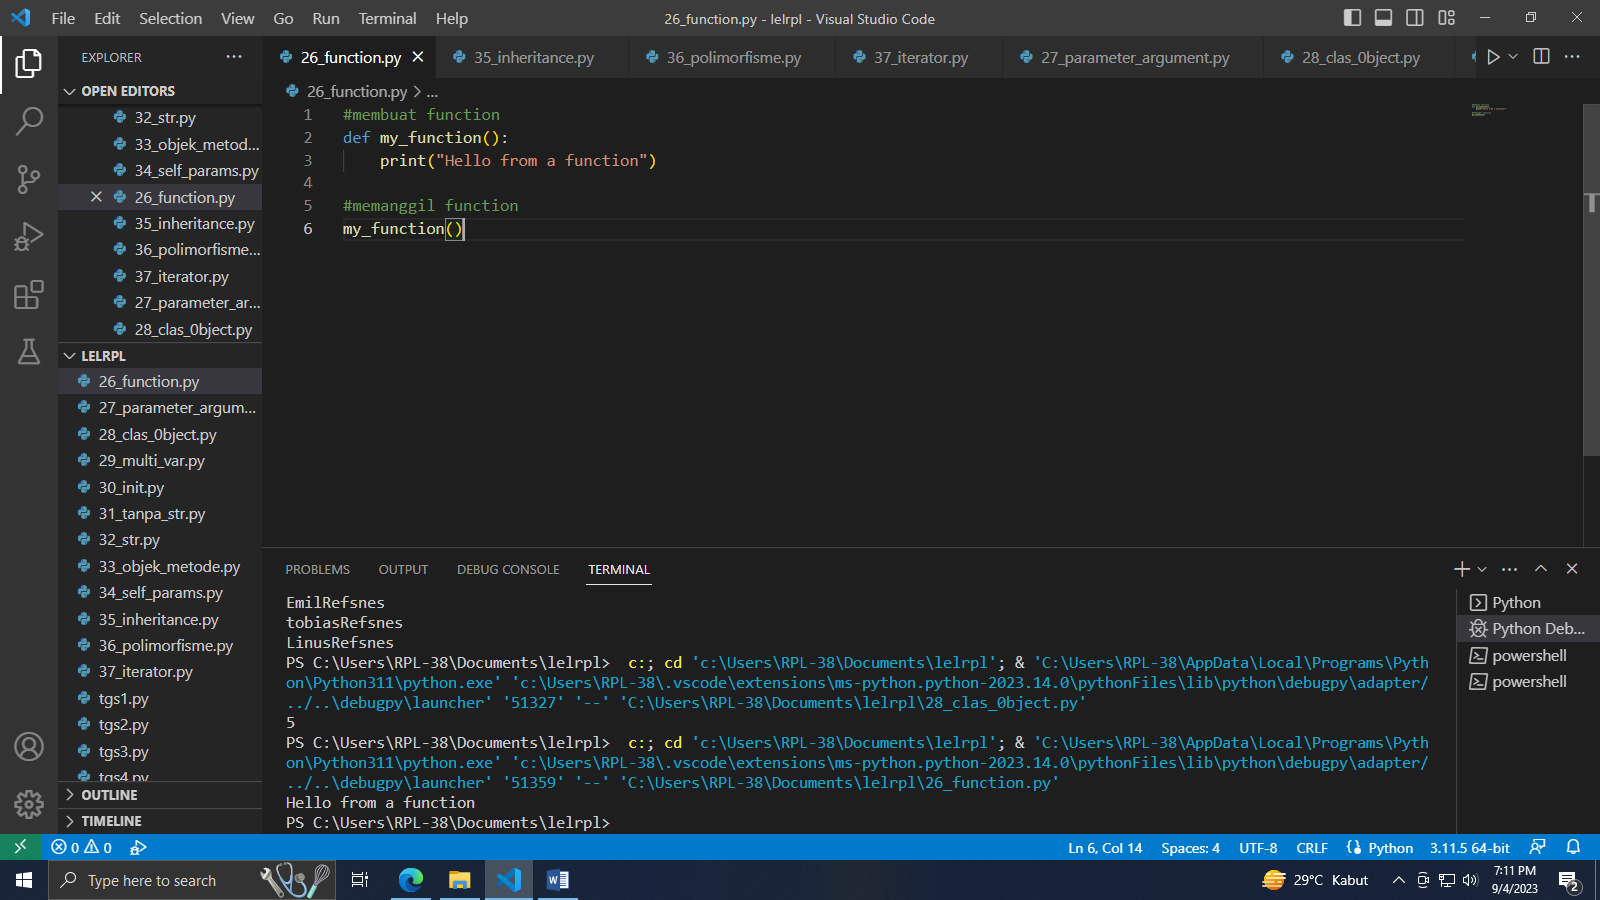 File Edit Selection View Go Run Terminal Help
26_function.py - lelrpl - Visual Studio Code
EXPLORER
26_function.py
35_inheritance.py
36_polimorfisme.py
37_iterator.py
27_parameter_argument.py
28_clas_0bject.py
OPEN EDITORS
32_str.py
33_objek_metod...
34_self_params.py
26_function.py
35_inheritance.py
36_polimorfisme...
37_iterator.py
27_parameter_ar...
28_clas_0bject.py
LELRPL
26_function.py
27_parameter_argum...
28_clas_0bject.py
29_multi_var.py
30_init.py
31_tanpa_str.py
32_str.py
33_objek_metode.py
34_self_params.py
35_inheritance.py
36_polimorfisme.py
37_iterator.py
tgs1.py
tgs2.py
tgs3.py
tgs4.py
OUTLINE
TIMELINE
26_function.py > ...
1 #membuat function
2 def my_function():
3 print("Hello from a function")
4
5 #memanggil function
6 my_function()
PROBLEMS OUTPUT DEBUG CONSOLE TERMINAL
EmilRefsnes
tobiasRefsnes
LinusRefsnes
PS C:\Users\RPL-38\Documents\lelrpl> c:; cd 'c:\Users\RPL-38\Documents\lelrpl'; & 'C:\Users\RPL-38\AppData\Local\Programs\Pyth
on\Python311\python.exe' 'c:\Users\RPL-38\.vscode\extensions\ms-python.python-2023.14.0\pythonFiles\lib\python\debugpy\adapter/
../..\debugpy\launcher' '51327' '--' 'C:\Users\RPL-38\Documents\lelrpl\28_clas_0bject.py'
5
PS C:\Users\RPL-38\Documents\lelrpl> c:; cd 'c:\Users\RPL-38\Documents\lelrpl'; & 'C:\Users\RPL-38\AppData\Local\Programs\Pyth
on\Python311\python.exe' 'c:\Users\RPL-38\.vscode\extensions\ms-python.python-2023.14.0\pythonFiles\lib\python\debugpy\adapter/
../..\debugpy\launcher' '51359' '--' 'C:\Users\RPL-38\Documents\lelrpl\26_function.py'
Hello from a function
PS C:\Users\RPL-38\Documents\lelrpl>
Python
Python Deb...
powershell
powershell
0 0
Ln 6, Col 14 Spaces: 4 UTF-8 CRLF Python 3.11.5 64-bit
Type here to search
29°C Kabut
7:11 PM
9/4/2023
2